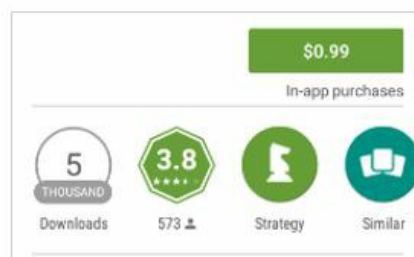 $0.99
In-app purchases
5
THOUSAND
3.8
Downloads
573
Strategy
Similar